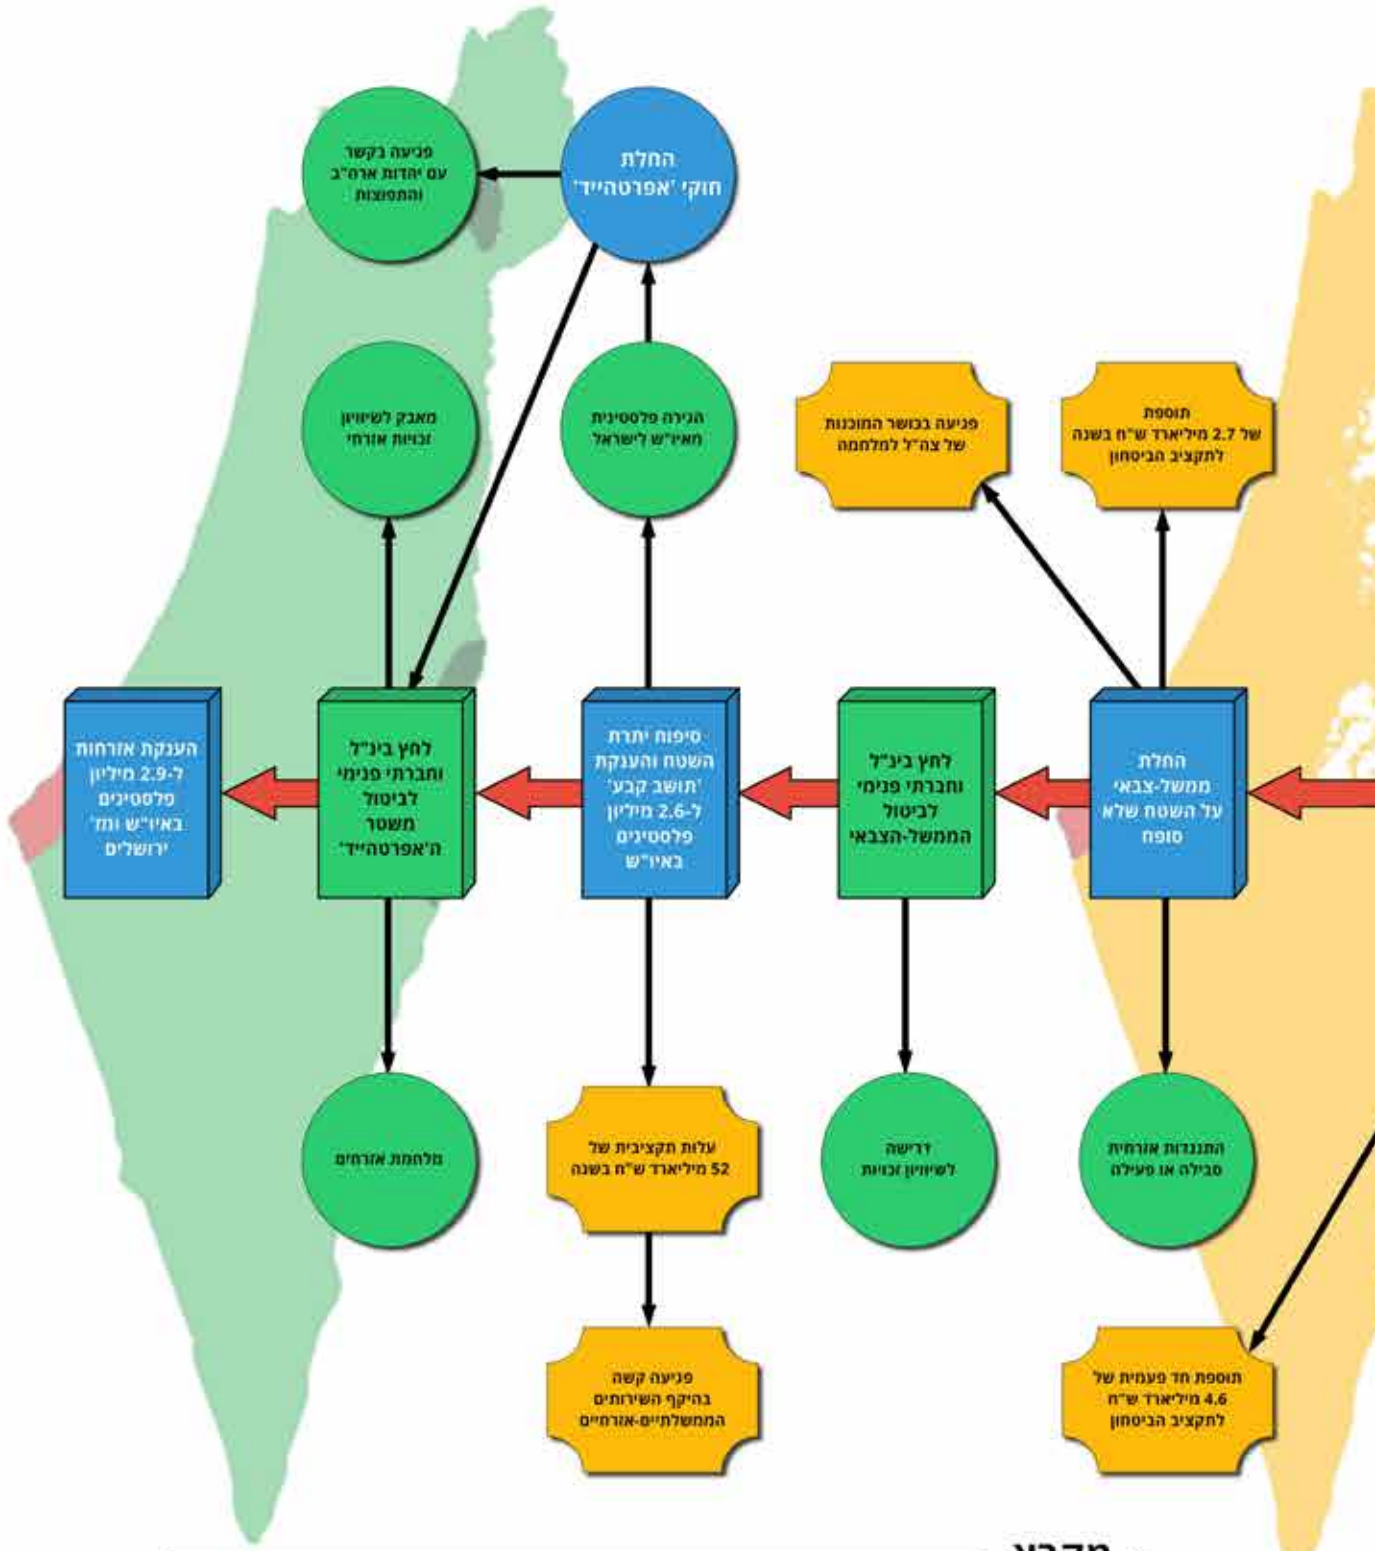 החלת
חוקי 'אפרטהייד'
פגיעה בקשר
עם יהדות ארה"ב
והתפוצות
תוספת
של 2.7 מיליארד ש"ח בשנה
לתקציב הביטחון
פגיעה בכושר המוכנות
של צה"ל למלחמה
הגירה פלסטינית
מאיו"ש לישראל
מאבק לשיוויון
זכויות אזרחי
החלת
ממשל-צבאי
על השטח שלא
סופח
לחץ בינ"ל
וחברתי פנימי
לביטול
הממשל-הצבאי
סיפוח יתרת
השטח והענקת
'תושב קבע'
ל-2.6 מיליון
פלסטינים
באיו"ש
לחץ בינ"ל
וחברתי פנימי
לביטול
משטר
ה'אפרטהייד'
הענקת אזרחות
ל-2.9 מיליון
פלסטינים
באיו"ש ומז'
ירושלים
התנגדות אזרחית
סבילה או פעילה
דרישה
לשיוויון זכויות
עלות תקציבית של
52 מיליארד ש"ח בשנה
מלחמת אזרחים
תוספת חד פעמית של
4.6 מיליארד ש"ח
לתקציב הביטחון
פגיעה קשה
בהיקף השירותים
הממשלתיים-אזרחיים
מקרא